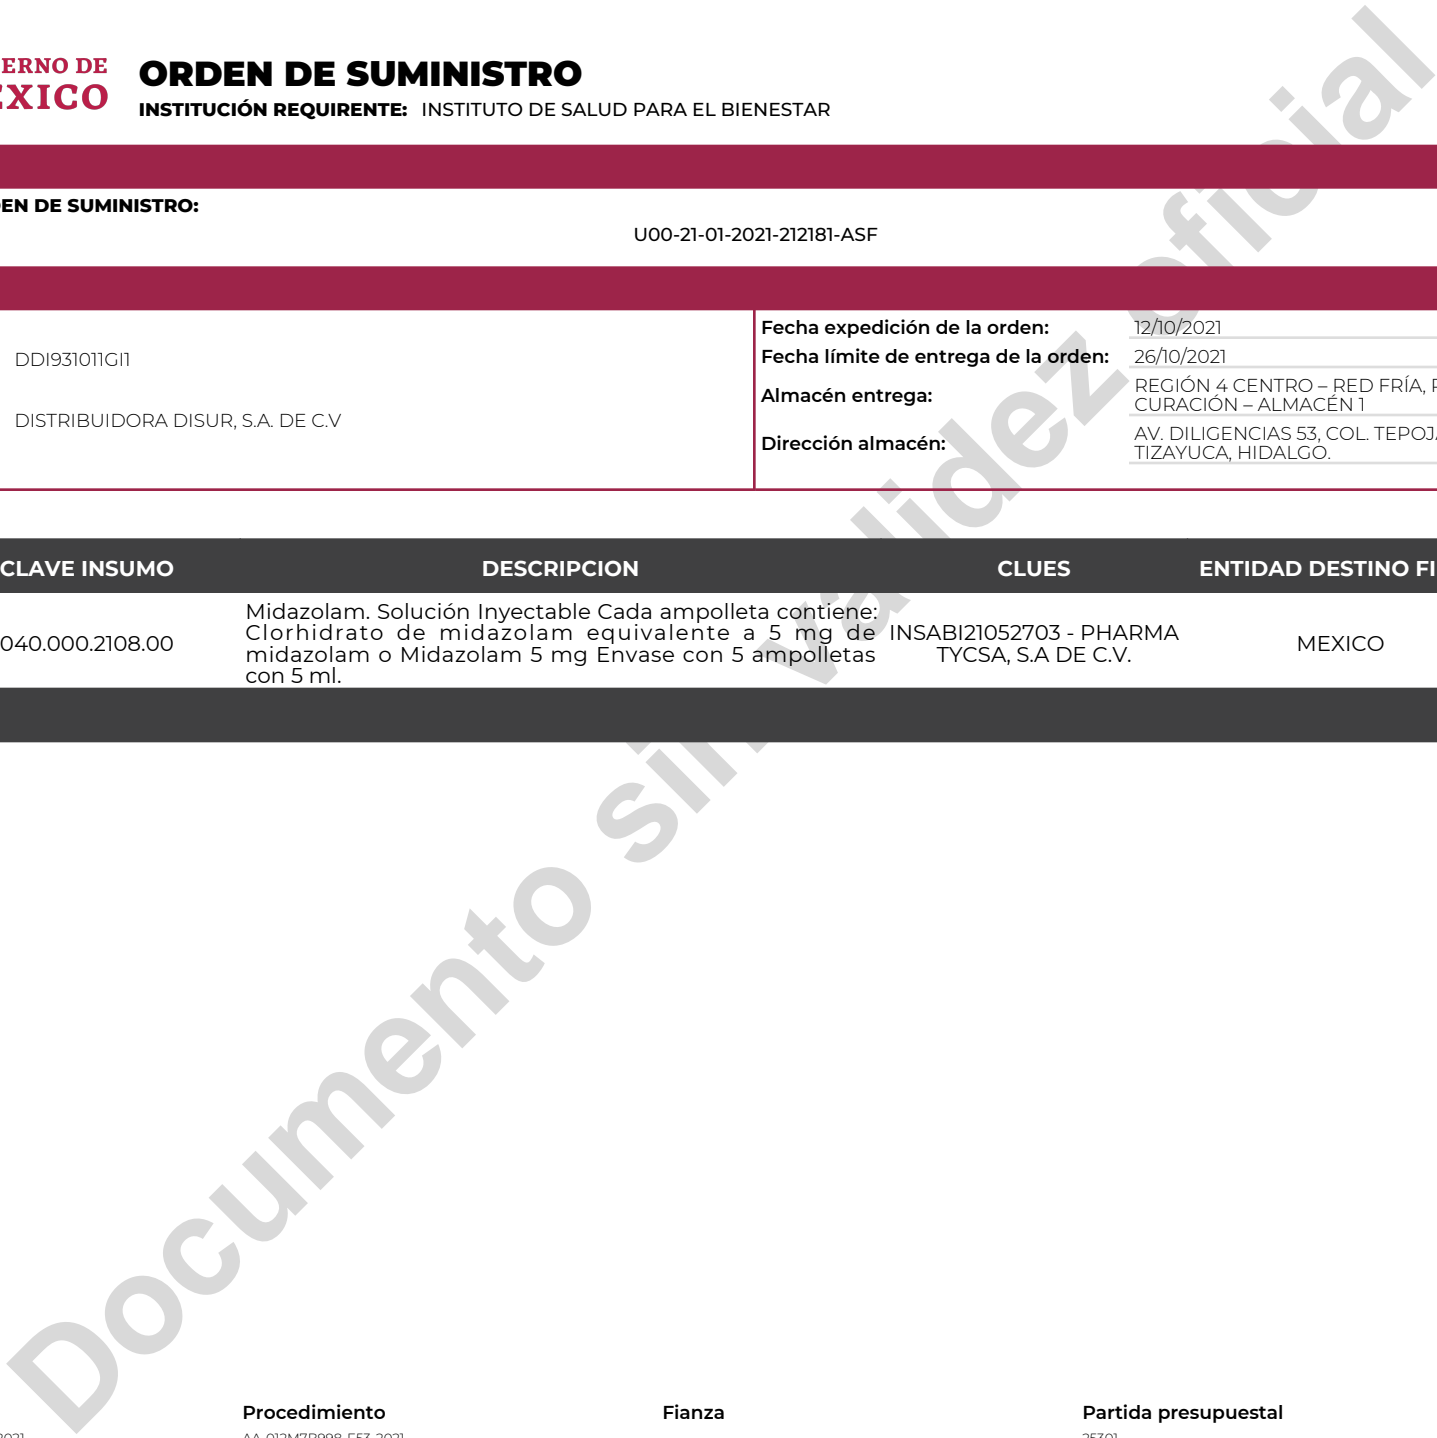 ERNO DE
EXICO
ORDEN DE SUMINISTRO
INSTITUCIÓN REQUIRENTE: INSTITUTO DE SALUD PARA EL BIENESTAR
EN DE SUMINISTRO:
U00-21-01-2021-212181-ASF
DDI931011GI1
DISTRIBUIDORA DISUR, S.A. DE C.V
Fecha expedición de la orden: 12/10/2021
Fecha límite de entrega de la orden: 26/10/2021
Almacén entrega: REGIÓN 4 CENTRO – RED FRÍA,
CURACIÓN – ALMACÉN 1
Dirección almacén: AV. DILIGENCIAS 53, COL. TEPOJA
TIZAYUCA, HIDALGO.
CLAVE INSUMO DESCRIPCION CLUES ENTIDAD DESTINO FI
040.000.2108.00
Midazolam. Solución Inyectable Cada ampolleta contiene:
Clorhidrato de midazolam equivalente a 5 mg de
midazolam o Midazolam 5 mg Envase con 5 ampolletas
con 5 ml.
INSABI21052703 - PHARMA
TYCSA, S.A DE C.V.
MEXICO
Documento sin validez oficial
Procedimiento Fianza Partida presupuestal